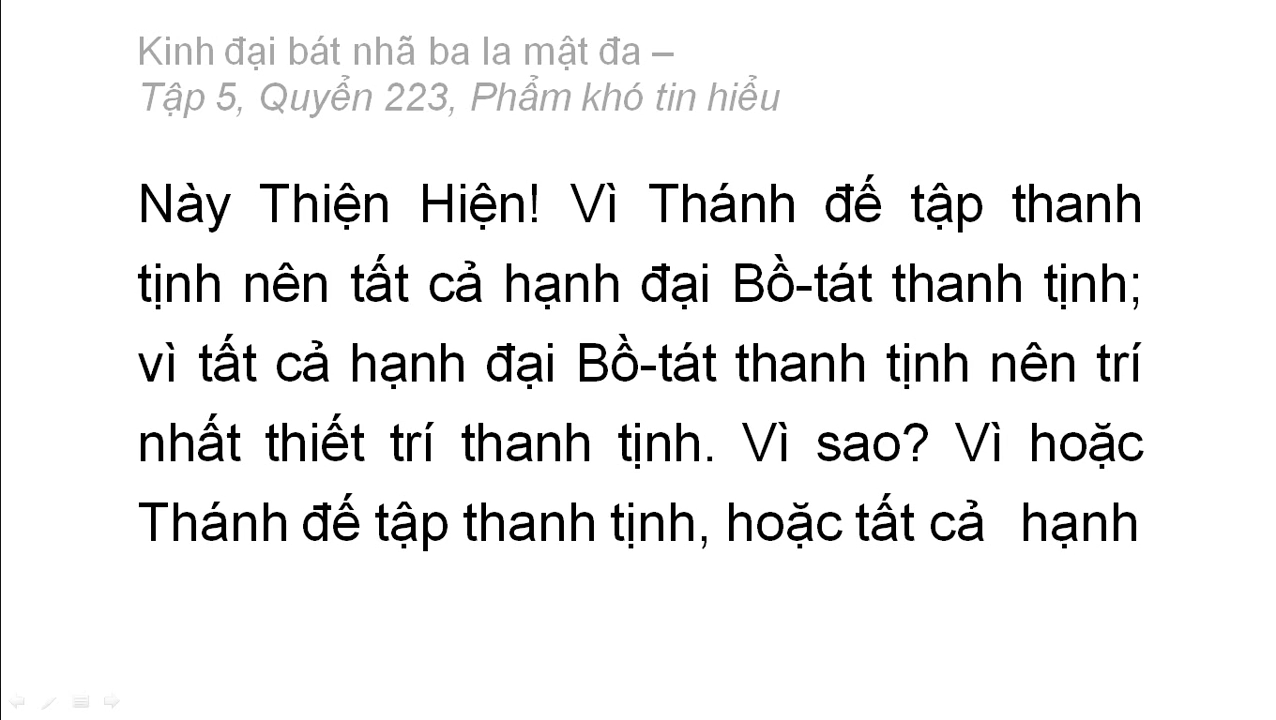 Kinh đại bát nhã ba la mật đa –
Tập 5, Quyển 223, Phẩm khó tin hiểu
Này Thiện Hiện! Vì Thánh đế tập thanh
tịnh nên tất cả hạnh đại Bồ-tát thanh tịnh;
vì tất cả hạnh đại Bồ-tát thanh tịnh nên trí
nhất thiết trí thanh tịnh. Vì sao? Vì hoặc
Thánh đế tập thanh tịnh, hoặc tất cả hạnh